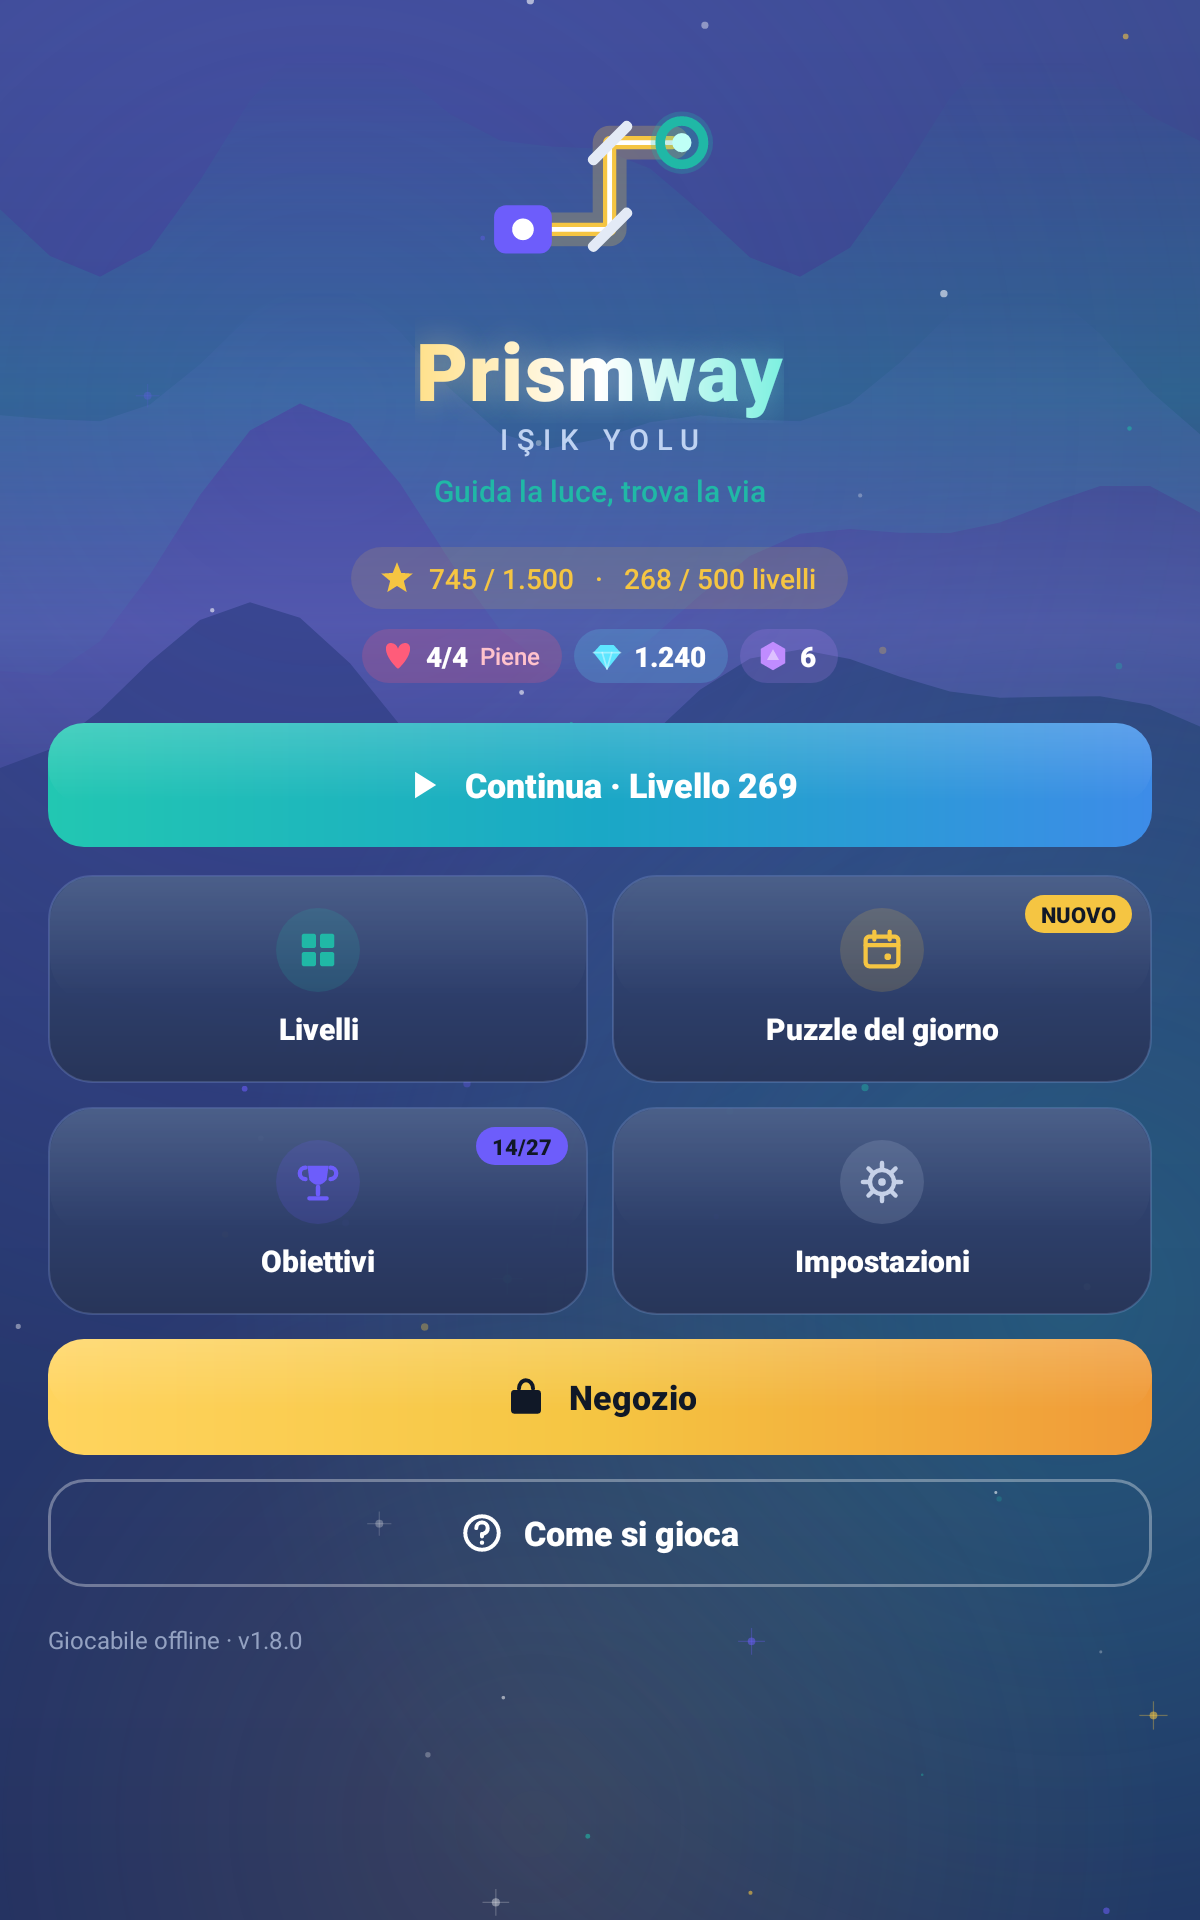 Prismway
IŞIK YOLU
Guida la luce, trova la via
745 / 1.500 · 268 / 500 livelli
4/4 Piene 1.240 6
Continua · Livello 269
NUOVO
Livelli Puzzle del giorno
14/27
Obiettivi Impostazioni
Negozio
Come si gioca
Giocabile offline · v1.8.0